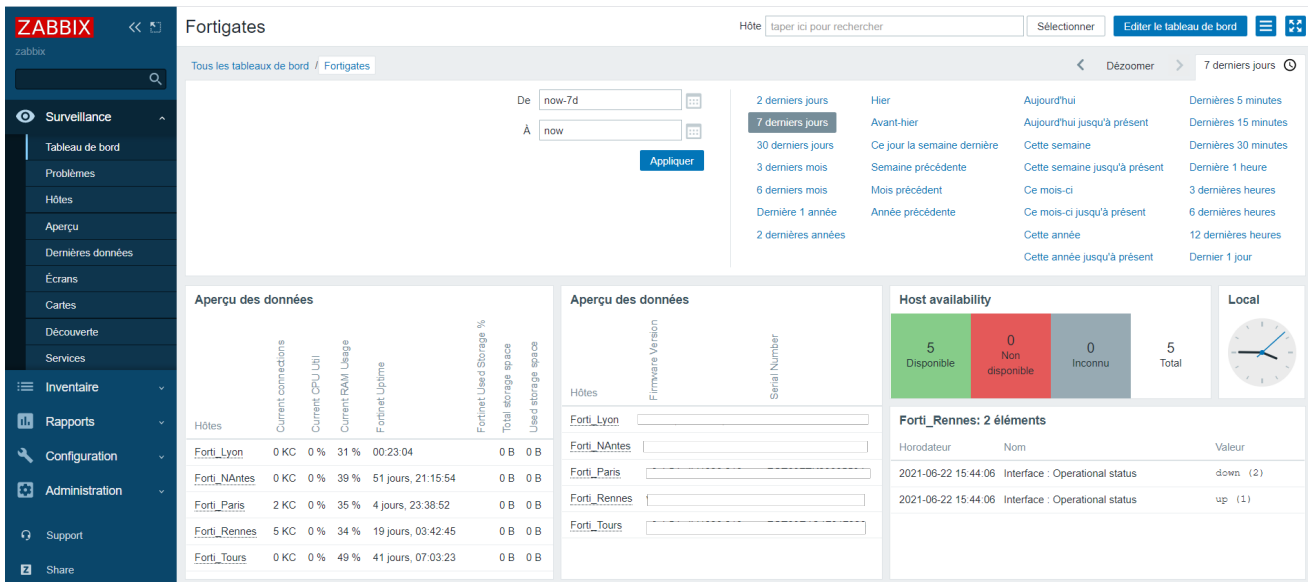 ZABBIX
zabbix
Surveillance
Tableau de bord
Problèmes
Hôtes
Aperçu
Dernières données
Écrans
Cartes
Découverte
Services
Inventaire
Rapports
Configuration
Administration
Support
Z Share
Fortigates
Hôte taper ici pour rechercher Sélectionner Editer le tableau de bord
Tous les tableaux de bord / Fortigates
Dézoomer 7 derniers jours
De now-7d
À now
Appliquer
2 derniers jours Hier Aujourd'hui Dernières 5 minutes
7 derniers jours Avant-hier Aujourd'hui jusqu'à présent Dernières 15 minutes
30 derniers jours Ce jour la semaine dernière Cette semaine Dernières 30 minutes
3 derniers mois Semaine précédente Cette semaine jusqu'à présent Dernière 1 heure
6 derniers mois Mois précédent Ce mois-ci 3 dernières heures
Dernière 1 année Année précédente Ce mois-ci jusqu'à présent 6 dernières heures
2 dernières années Cette année 12 dernières heures
Cette année jusqu'à présent Dernier 1 jour
Aperçu des données
Hôtes Current connections Current CPU Util Current RAM Usage Fortinet Uptime Fortinet Used Storage % Total storage space Used storage space
Forti_Lyon 0 KC 0 % 31 % 00:23:04 0 B 0 B
Forti_NAntes 0 KC 0 % 39 % 51 jours, 21:15:54 0 B 0 B
Forti_Paris 2 KC 0 % 35 % 4 jours, 23:38:52 0 B 0 B
Forti_Rennes 5 KC 0 % 34 % 19 jours, 03:42:45 0 B 0 B
Forti_Tours 0 KC 0 % 49 % 41 jours, 07:03:23 0 B 0 B
Aperçu des données
Hôtes Firmware Version Serial Number
Forti_Lyon
Forti_NAntes
Forti_Paris
Forti_Rennes
Forti_Tours
Host availability
5 Disponible
0 Non disponible
0 Inconnu
5 Total
Local
Forti_Rennes: 2 éléments
Horodateur Nom Valeur
2021-06-22 15:44:06 Interface : Operational status down (2)
2021-06-22 15:44:06 Interface : Operational status up (1)